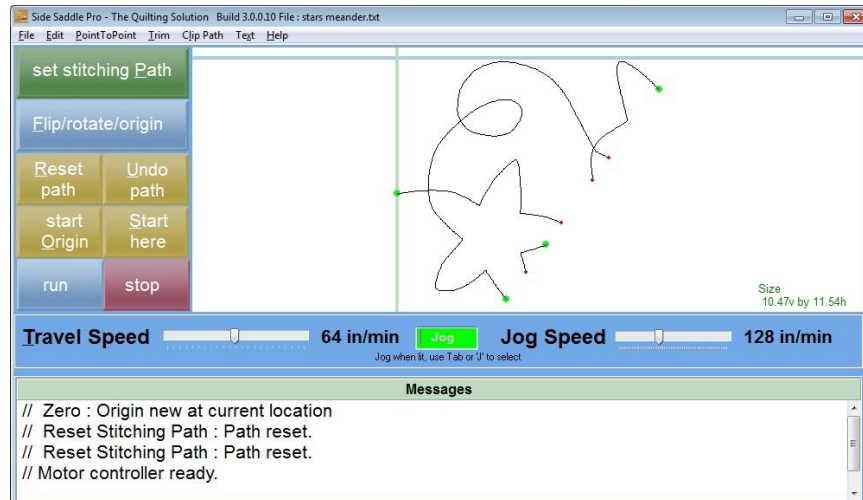 Side Saddle Pro - The Quilting Solution Build 3.0.0.10 File : stars meander.txt
File Edit PointToPoint Trim Clip Path Text Help
set stitching Path
Flip/rotate/origin
Reset path
Undo path
start Origin
Start here
run
stop
Size
10.47v by 11.54h
Travel Speed
64 in/min
Jog
Jog Speed
128 in/min
Jog when lit, use Tab or 'J' to select
Messages
// Zero : Origin new at current location
// Reset Stitching Path : Path reset.
// Reset Stitching Path : Path reset.
// Motor controller ready.